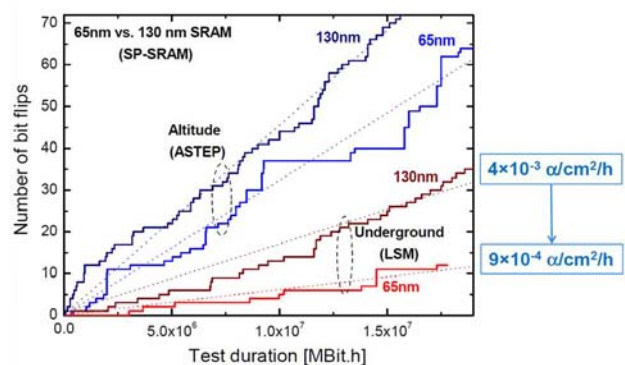 65nm vs. 130 nm SRAM
(SP-SRAM)
130nm
65nm
Altitude
(ASTEP)
130nm
Underground
(LSM)
65nm
Number of bit flips
70
60
50
40
30
20
10
0
0.0
5.0x10⁶
1.0x10⁷
1.5x10⁷
Test duration [MBit.h]
4×10⁻³ α/cm²/h
9×10⁻⁴ α/cm²/h